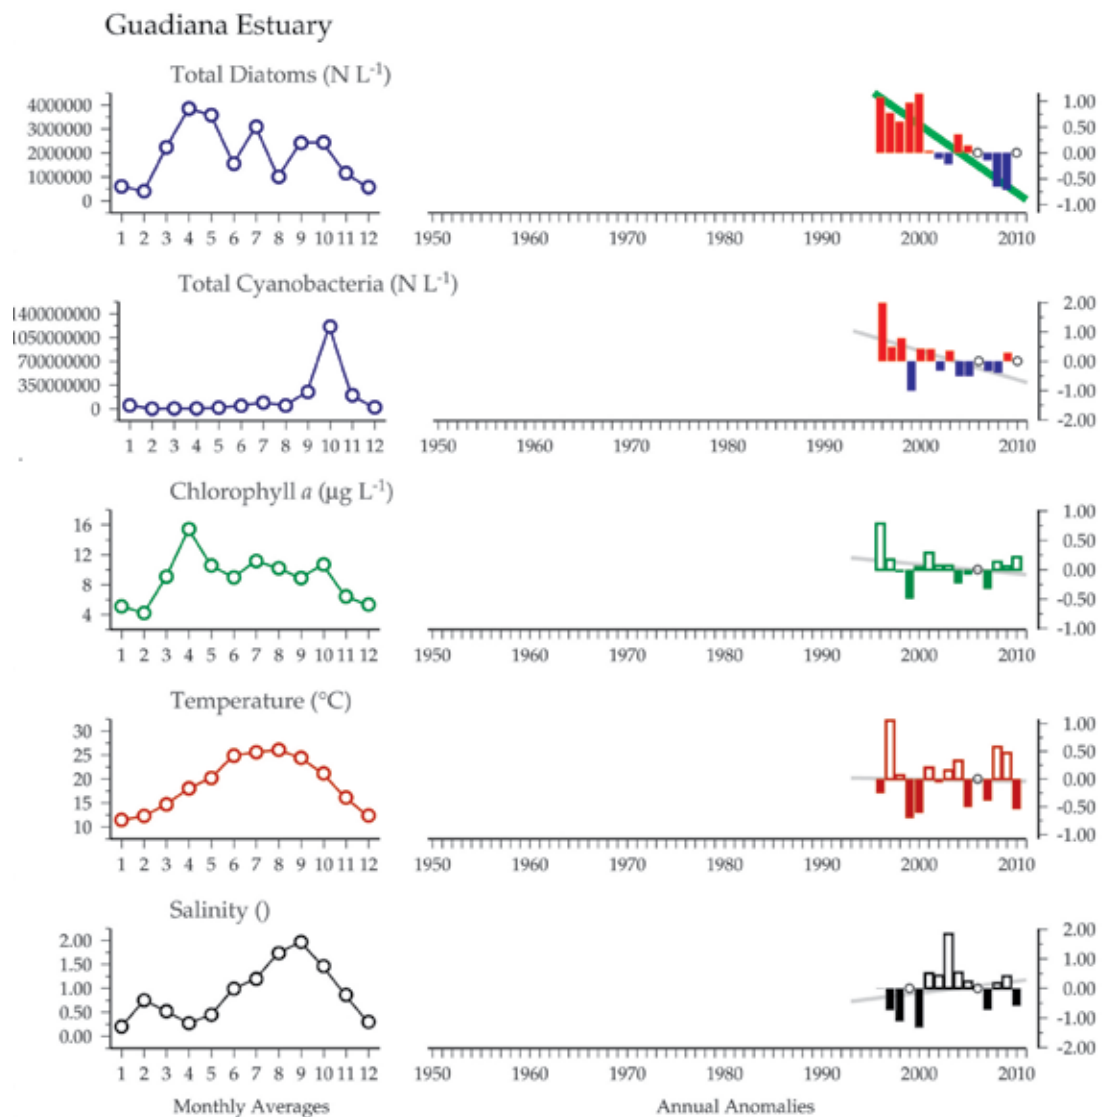 Guadiana Estuary
Total Diatoms (N L⁻¹)
4000000
3000000
2000000
1000000
0
1 2 3 4 5 6 7 8 9 10 11 12
1950 1960 1970 1980 1990 2000 2010
1.00
0.50
0.00
-0.50
-1.00
Total Cyanobacteria (N L⁻¹)
1400000000
1050000000
700000000
350000000
0
1 2 3 4 5 6 7 8 9 10 11 12
1950 1960 1970 1980 1990 2000 2010
2.00
1.00
0.00
-1.00
-2.00
Chlorophyll a (µg L⁻¹)
16
12
8
4
1 2 3 4 5 6 7 8 9 10 11 12
1950 1960 1970 1980 1990 2000 2010
1.00
0.50
0.00
-0.50
-1.00
Temperature (°C)
30
25
20
15
10
1 2 3 4 5 6 7 8 9 10 11 12
1950 1960 1970 1980 1990 2000 2010
1.00
0.50
0.00
-0.50
-1.00
Salinity ()
2.00
1.50
1.00
0.50
0.00
1 2 3 4 5 6 7 8 9 10 11 12
1950 1960 1970 1980 1990 2000 2010
2.00
1.00
0.00
-1.00
-2.00
Monthly Averages
Annual Anomalies